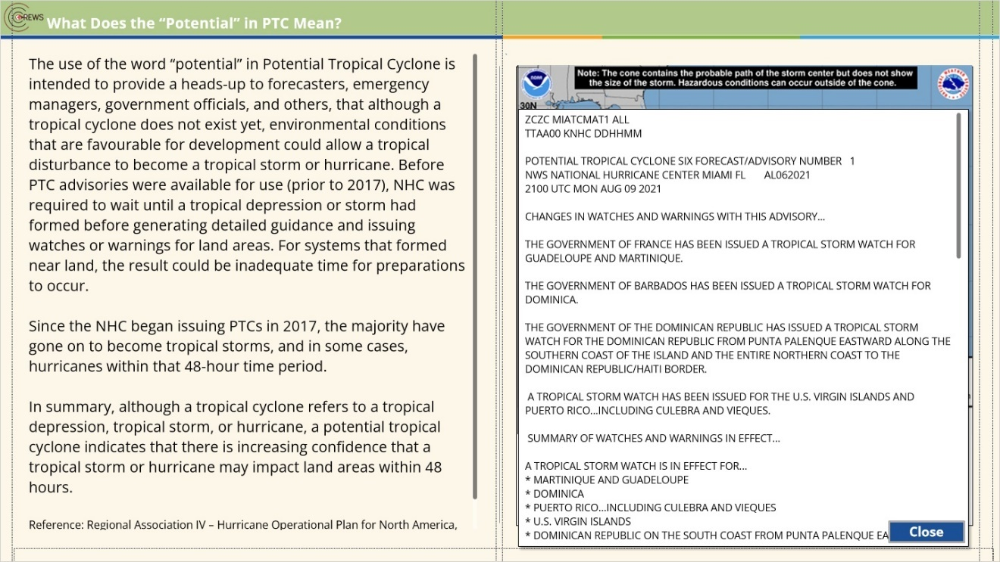 CREWS
What Does the “Potential” in PTC Mean?
The use of the word “potential” in Potential Tropical Cyclone is
intended to provide a heads-up to forecasters, emergency
managers, government officials, and others, that although a
tropical cyclone does not exist yet, environmental conditions
that are favourable for development could allow a tropical
disturbance to become a tropical storm or hurricane. Before
PTC advisories were available for use (prior to 2017), NHC was
required to wait until a tropical depression or storm had
formed before generating detailed guidance and issuing
watches or warnings for land areas. For systems that formed
near land, the result could be inadequate time for preparations
to occur.
Since the NHC began issuing PTCs in 2017, the majority have
gone on to become tropical storms, and in some cases,
hurricanes within that 48-hour time period.
In summary, although a tropical cyclone refers to a tropical
depression, tropical storm, or hurricane, a potential tropical
cyclone indicates that there is increasing confidence that a
tropical storm or hurricane may impact land areas within 48
hours.
Reference: Regional Association IV – Hurricane Operational Plan for North America,
NOAA
Note: The cone contains the probable path of the storm center but does not show
the size of the storm. Hazardous conditions can occur outside of the cone.
30N
ZCZC MIATCMAT1 ALL
TTAA00 KNHC DDHHMM
POTENTIAL TROPICAL CYCLONE SIX FORECAST/ADVISORY NUMBER 1
NWS NATIONAL HURRICANE CENTER MIAMI FL AL062021
2100 UTC MON AUG 09 2021
CHANGES IN WATCHES AND WARNINGS WITH THIS ADVISORY...
THE GOVERNMENT OF FRANCE HAS BEEN ISSUED A TROPICAL STORM WATCH FOR
GUADELOUPE AND MARTINIQUE.
THE GOVERNMENT OF BARBADOS HAS BEEN ISSUED A TROPICAL STORM WATCH FOR
DOMINICA.
THE GOVERNMENT OF THE DOMINICAN REPUBLIC HAS ISSUED A TROPICAL STORM
WATCH FOR THE DOMINICAN REPUBLIC FROM PUNTA PALENQUE EASTWARD ALONG THE
SOUTHERN COAST OF THE ISLAND AND THE ENTIRE NORTHERN COAST TO THE
DOMINICAN REPUBLIC/HAITI BORDER.
A TROPICAL STORM WATCH HAS BEEN ISSUED FOR THE U.S. VIRGIN ISLANDS AND
PUERTO RICO...INCLUDING CULEBRA AND VIEQUES.
SUMMARY OF WATCHES AND WARNINGS IN EFFECT...
A TROPICAL STORM WATCH IS IN EFFECT FOR...
* MARTINIQUE AND GUADELOUPE
* DOMINICA
* PUERTO RICO...INCLUDING CULEBRA AND VIEQUES
* U.S. VIRGIN ISLANDS
* DOMINICAN REPUBLIC ON THE SOUTH COAST FROM PUNTA PALENQUE EA
Close